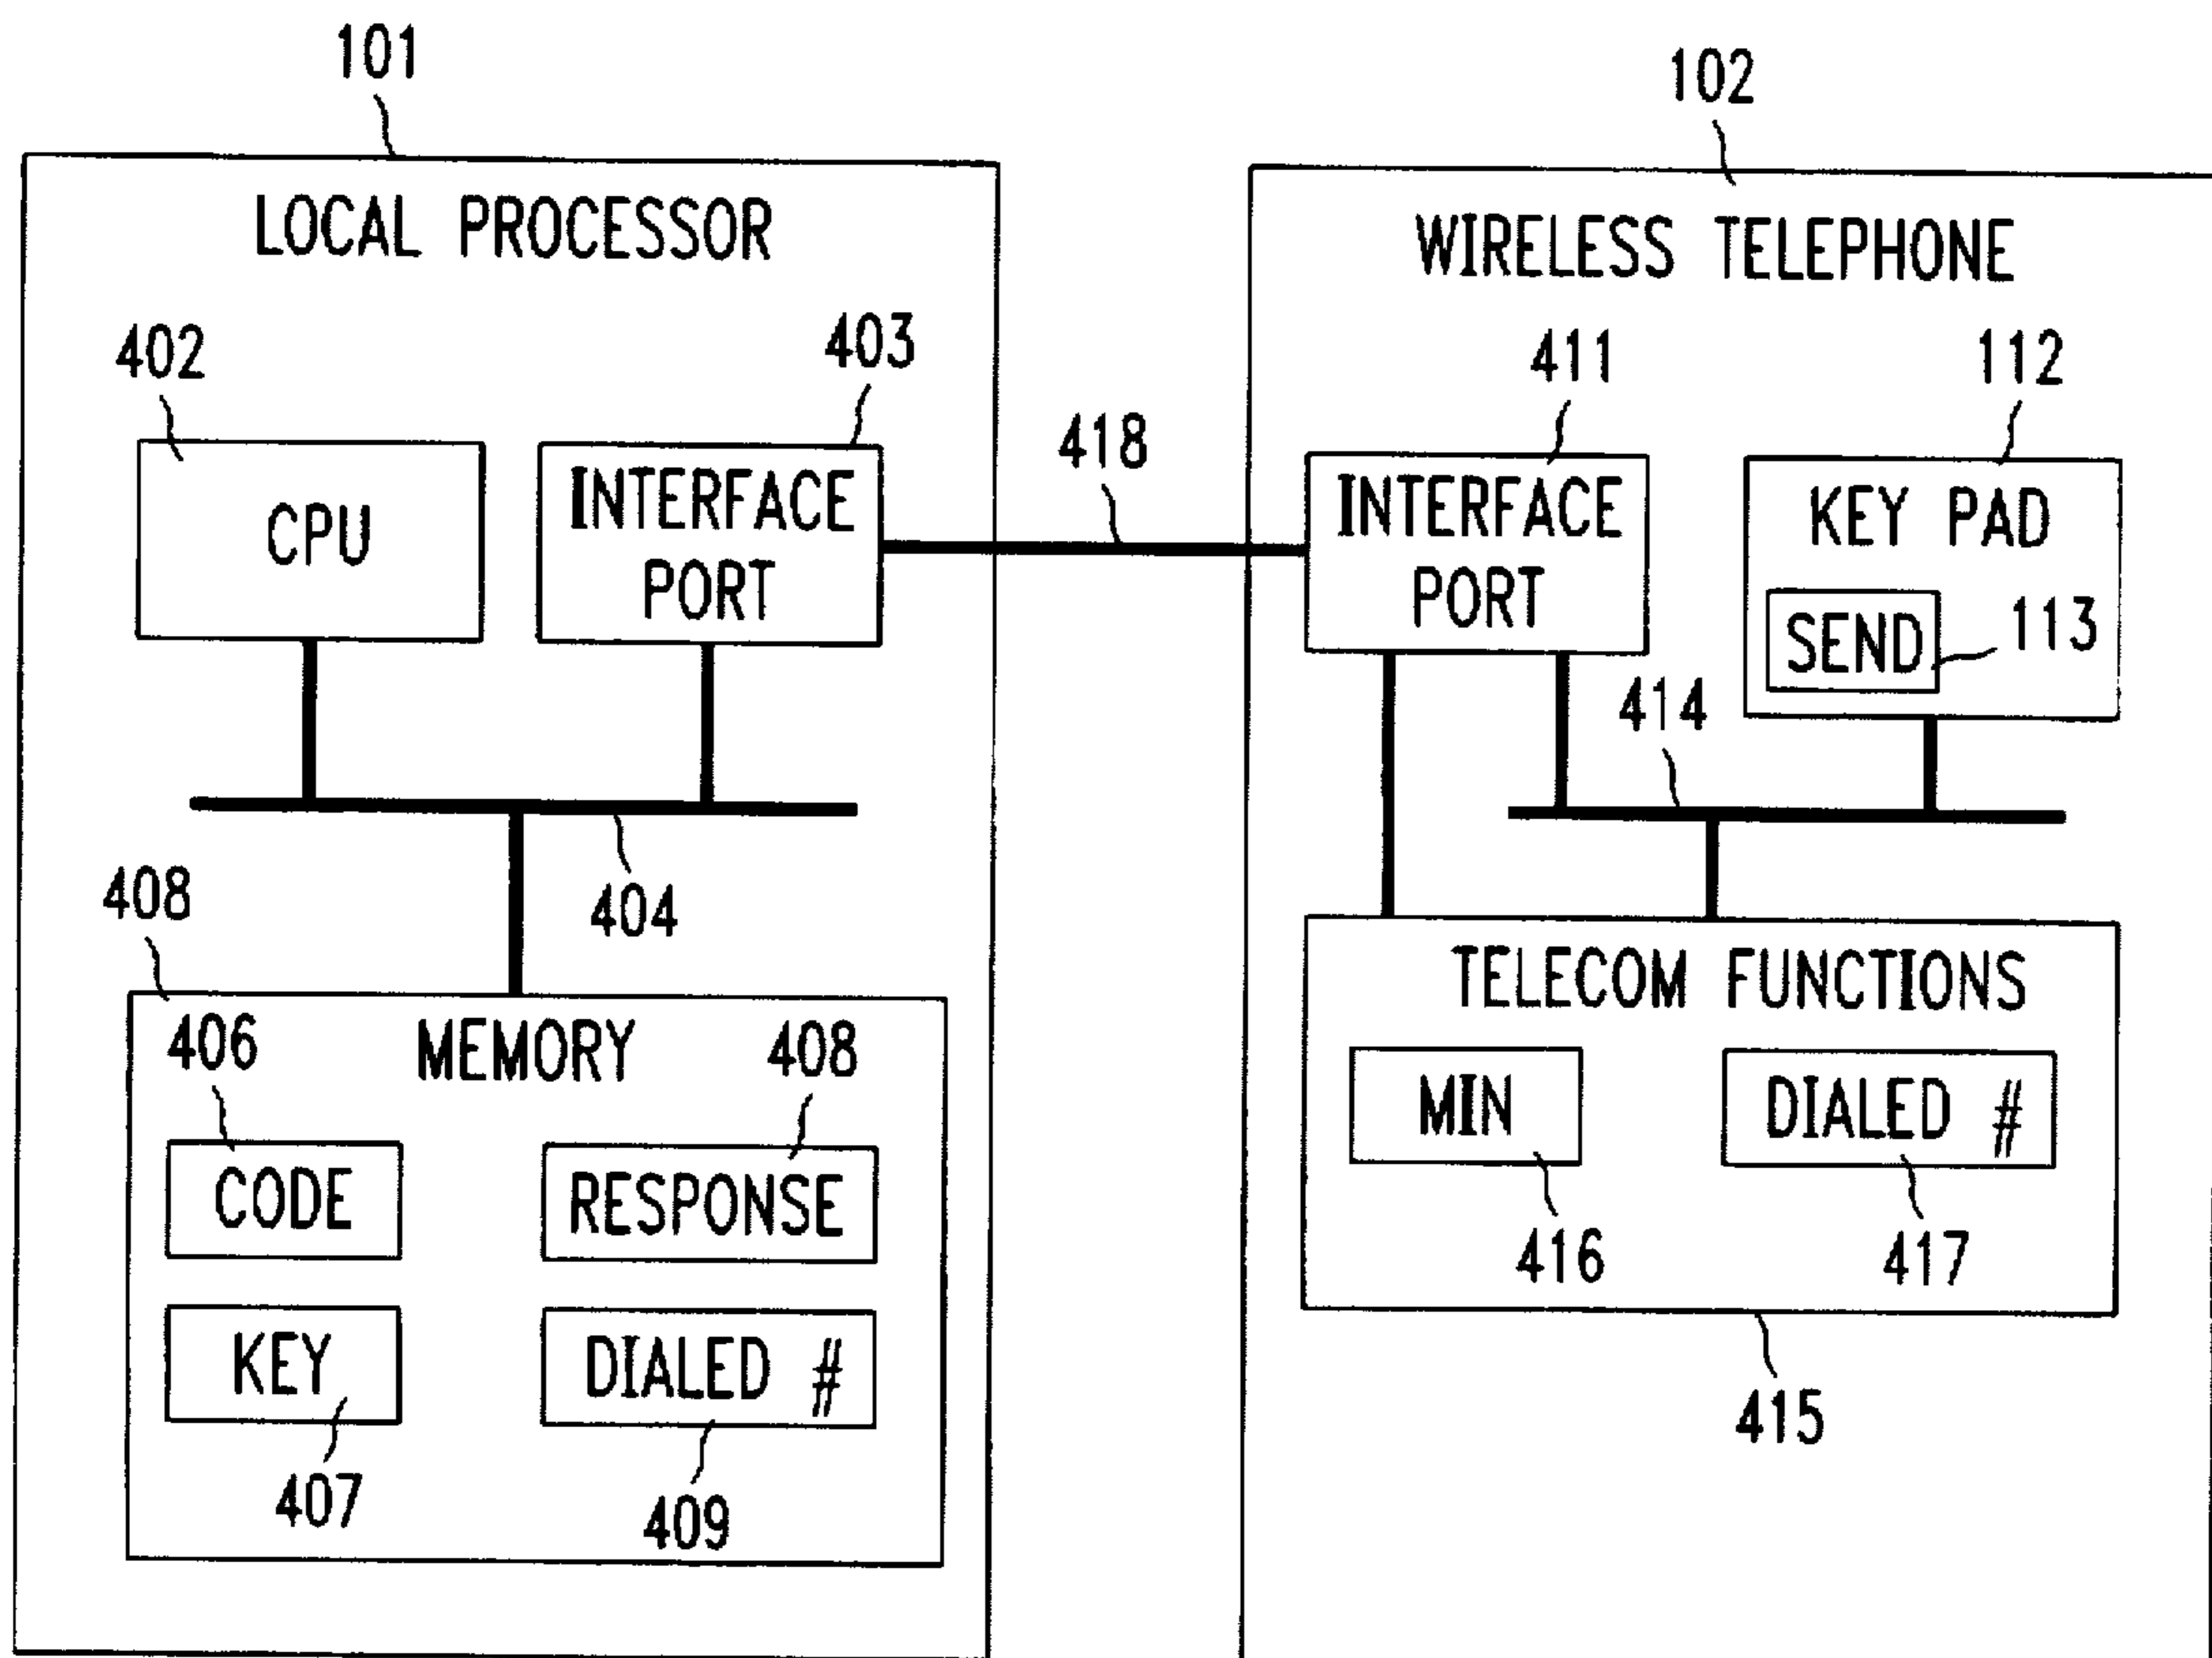 101
LOCAL PROCESSOR
402
403
CPU
INTERFACE
PORT
418
404
408
MEMORY
406
408
CODE
RESPONSE
KEY
DIALED #
407
409
102
WIRELESS TELEPHONE
411
112
INTERFACE
PORT
KEY PAD
SEND
113
414
TELECOM FUNCTIONS
MIN
DIALED #
416
417
415